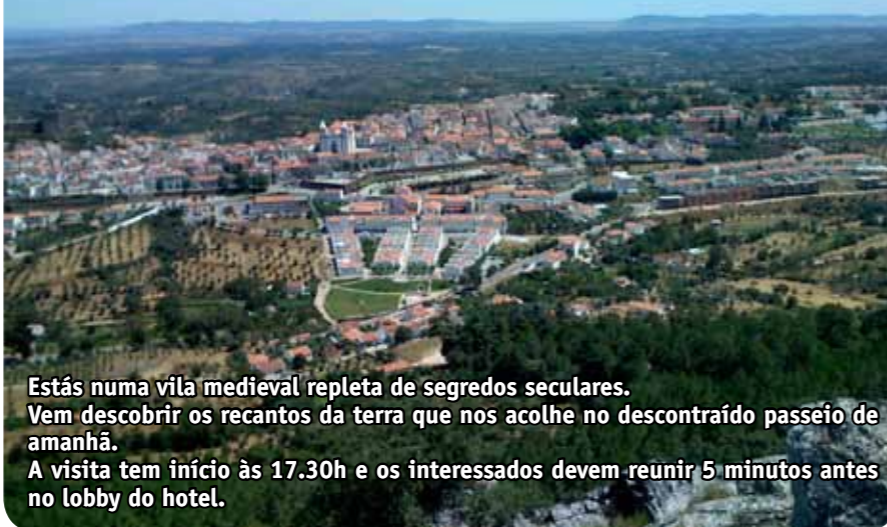 Estás numa vila medieval repleta de segredos seculares.
Vem descobrir os recantos da terra que nos acolhe no descontraído passeio de
amanhã.
A visita tem início às 17.30h e os interessados devem reunir 5 minutos antes
no lobby do hotel.